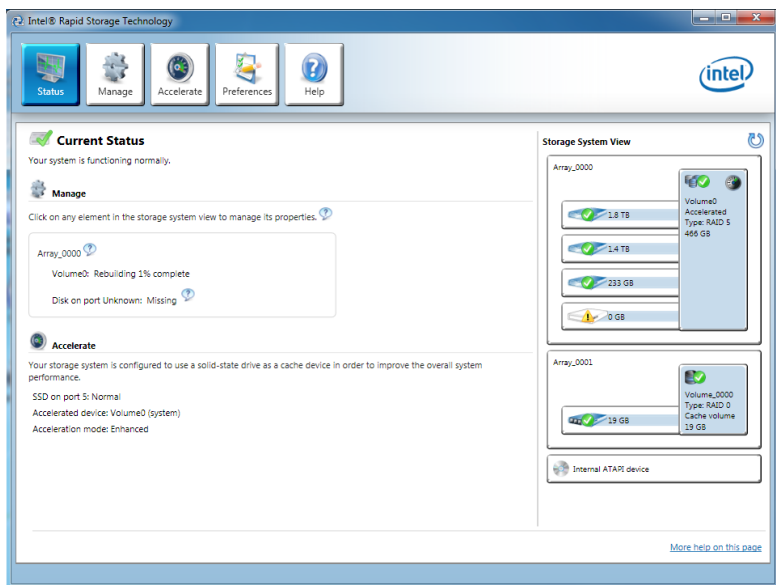 Intel® Rapid Storage Technology
Status
Manage
Accelerate
Preferences
Help
intel
Current Status
Your system is functioning normally.
Manage
Click on any element in the storage system view to manage its properties.
Array_0000
Volume0: Rebuilding 1% complete
Disk on port Unknown: Missing
Accelerate
Your storage system is configured to use a solid-state drive as a cache device in order to improve the overall system
performance.
SSD on port 5: Normal
Accelerated device: Volume0 (system)
Acceleration mode: Enhanced
Storage System View
Array_0000
1.8 TB
1.4 TB
233 GB
0 GB
Volume0
Accelerated
Type: RAID 5
466 GB
Array_0001
19 GB
Volume_0000
Type: RAID 0
Cache volume
19 GB
Internal ATAPI device
More help on this page